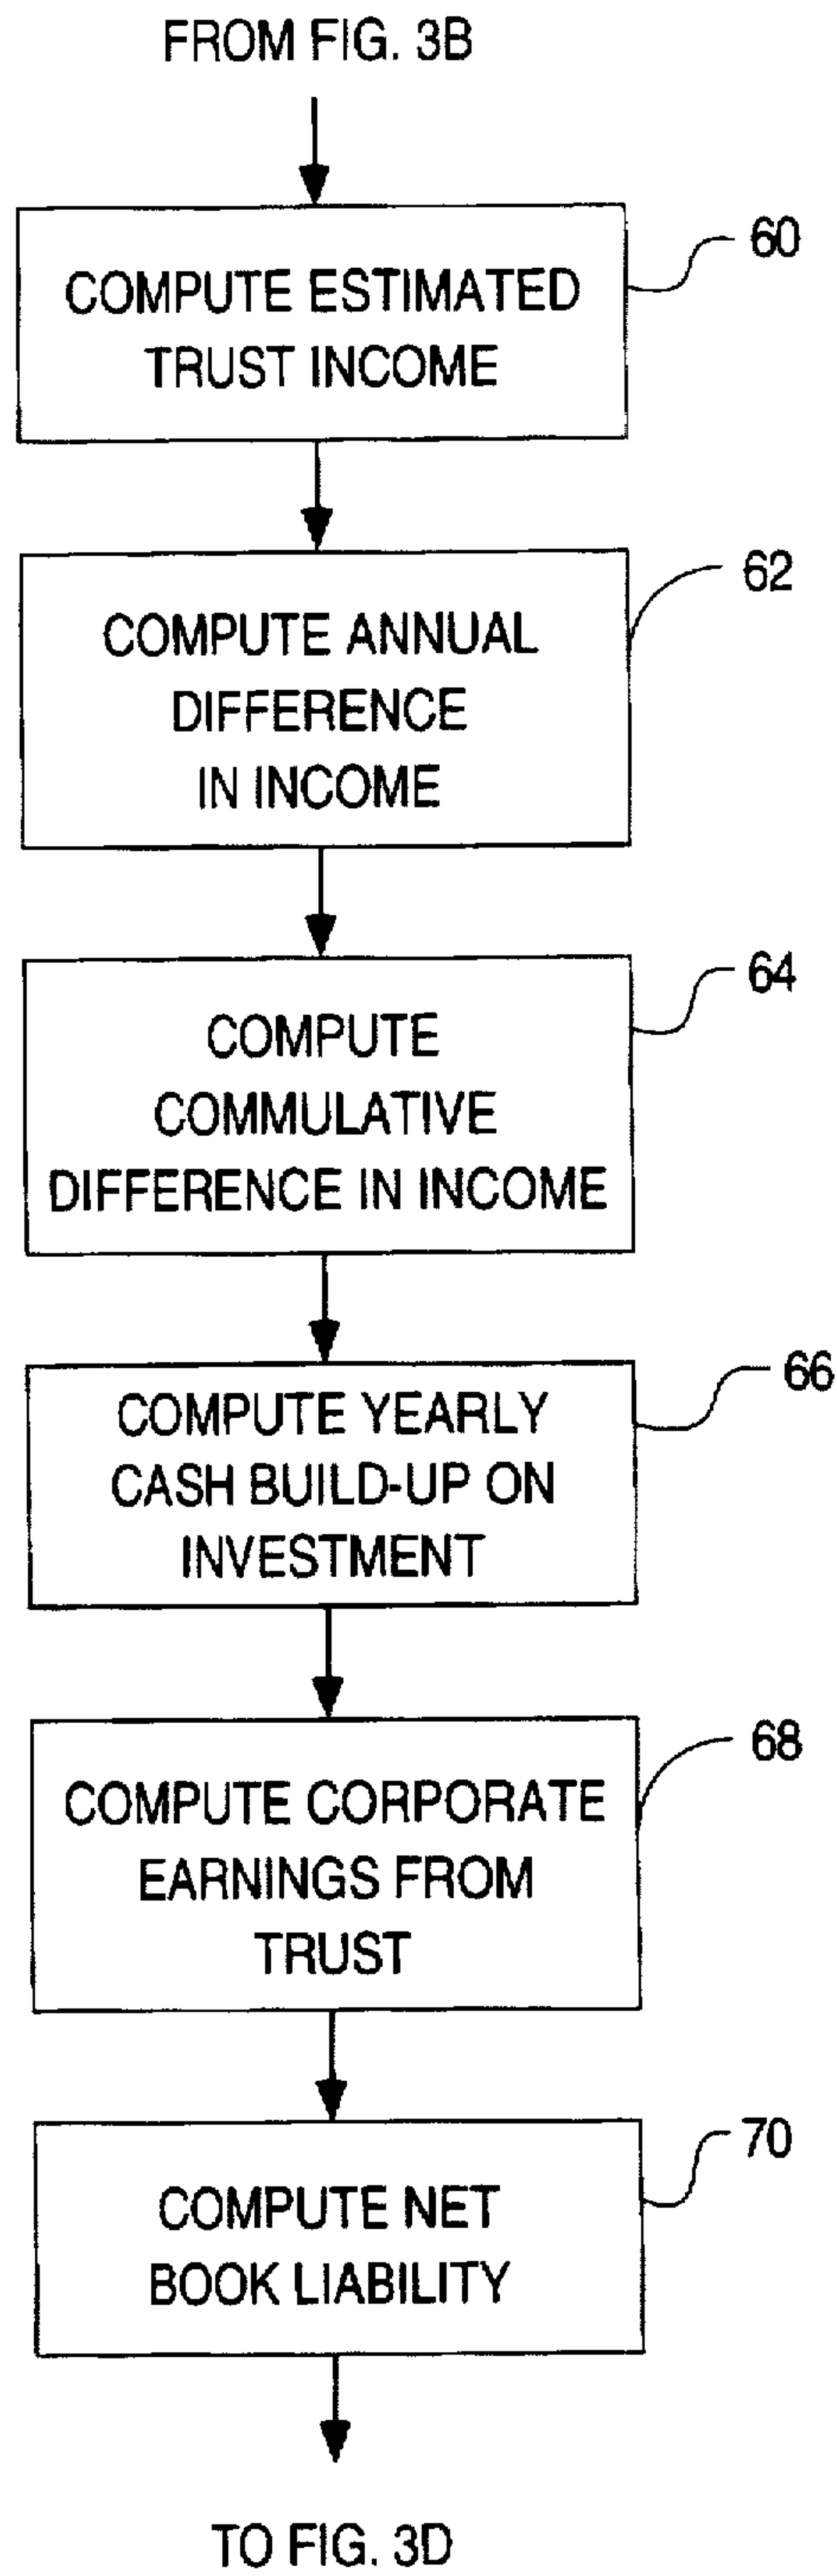 FROM FIG. 3B
60
COMPUTE ESTIMATED
TRUST INCOME
62
COMPUTE ANNUAL
DIFFERENCE
IN INCOME
64
COMPUTE
COMMULATIVE
DIFFERENCE IN INCOME
66
COMPUTE YEARLY
CASH BUILD-UP ON
INVESTMENT
68
COMPUTE CORPORATE
EARNINGS FROM
TRUST
70
COMPUTE NET
BOOK LIABILITY
TO FIG. 3D